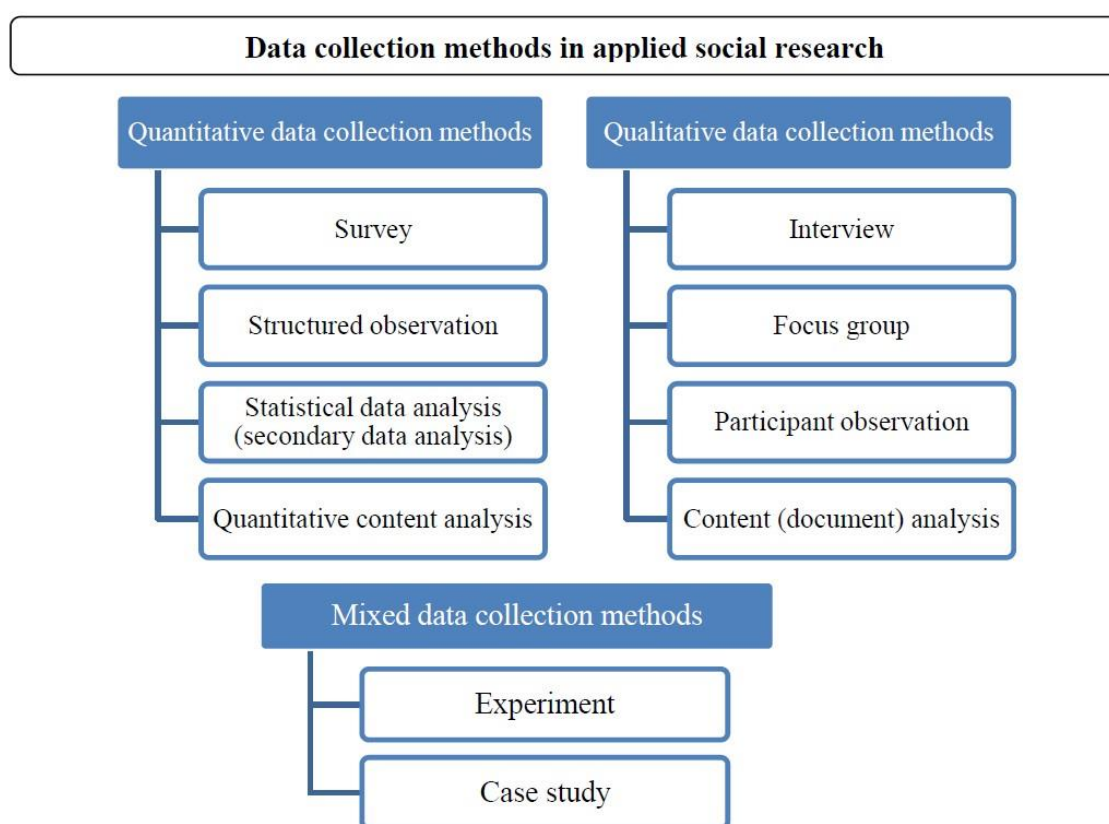 Data collection methods in applied social research
Quantitative data collection methods
Survey
Structured observation
Statistical data analysis
(secondary data analysis)
Quantitative content analysis
Qualitative data collection methods
Interview
Focus group
Participant observation
Content (document) analysis
Mixed data collection methods
Experiment
Case study